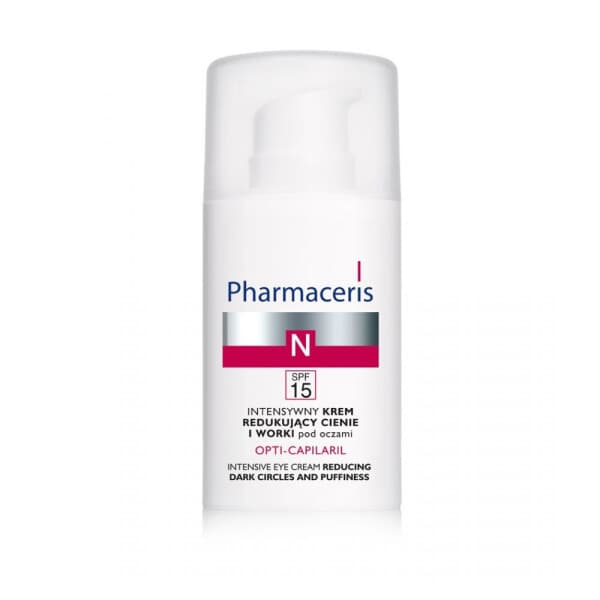 Pharmaceris
N
SPF
15
INTENSYWNY KREM
REDUKUJĄCY CIENIE
I WORKI pod oczami
OPTI-CAPILARIL
INTENSIVE EYE CREAM REDUCING
DARK CIRCLES AND PUFFINESS